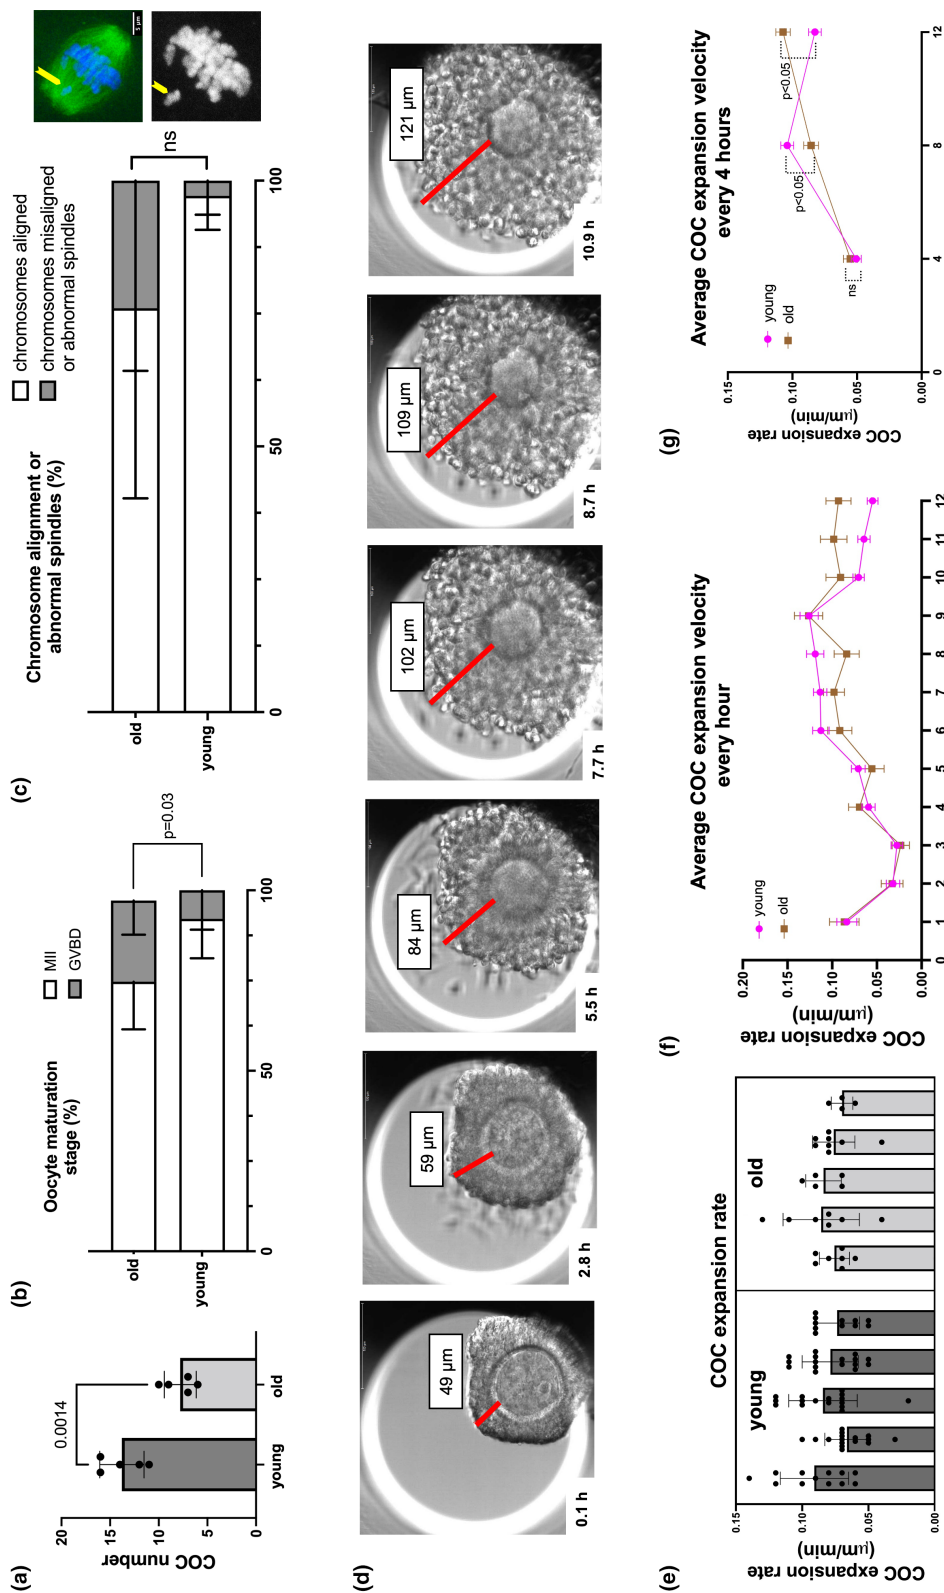 (a)
COC number
20
15
10
5
0
0.0014
young
old
(b)
Oocyte maturation
stage (%)
MII
GVBD
old
young
p=0.03
0
50
100
(c)
Chromosome alignment or
abnormal spindles (%)
chromosomes aligned
chromosomes misaligned
or abnormal spindles
old
young
ns
0
50
100
5 µm
(d)
49 µm
0.1 h
59 µm
2.8 h
84 µm
5.5 h
102 µm
7.7 h
109 µm
8.7 h
121 µm
10.9 h
(e)
COC expansion rate
young
old
COC expansion rate
(µm/min)
0.15
0.10
0.05
0.00
(f)
Average COC expansion velocity
every hour
young
old
COC expansion rate
(µm/min)
0.20
0.15
0.10
0.05
0.00
0 1 2 3 4 5 6 7 8 9 10 11 12
(g)
Average COC expansion velocity
every 4 hours
young
old
COC expansion rate
(µm/min)
0.15
0.10
0.05
0.00
ns
p<0.05
p<0.05
0 4 8 12